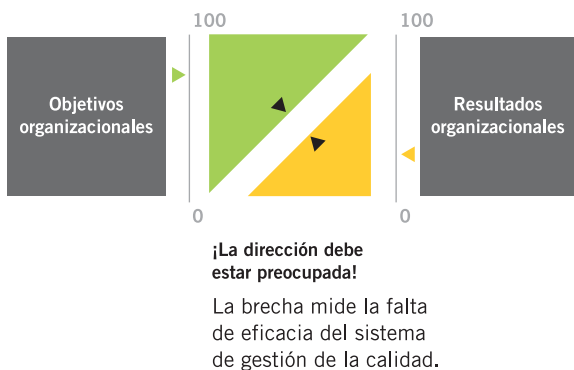 100
100
Objetivos
organizacionales
Resultados
organizacionales
0
0
¡La dirección debe
estar preocupada!
La brecha mide la falta
de eficacia del sistema
de gestión de la calidad.